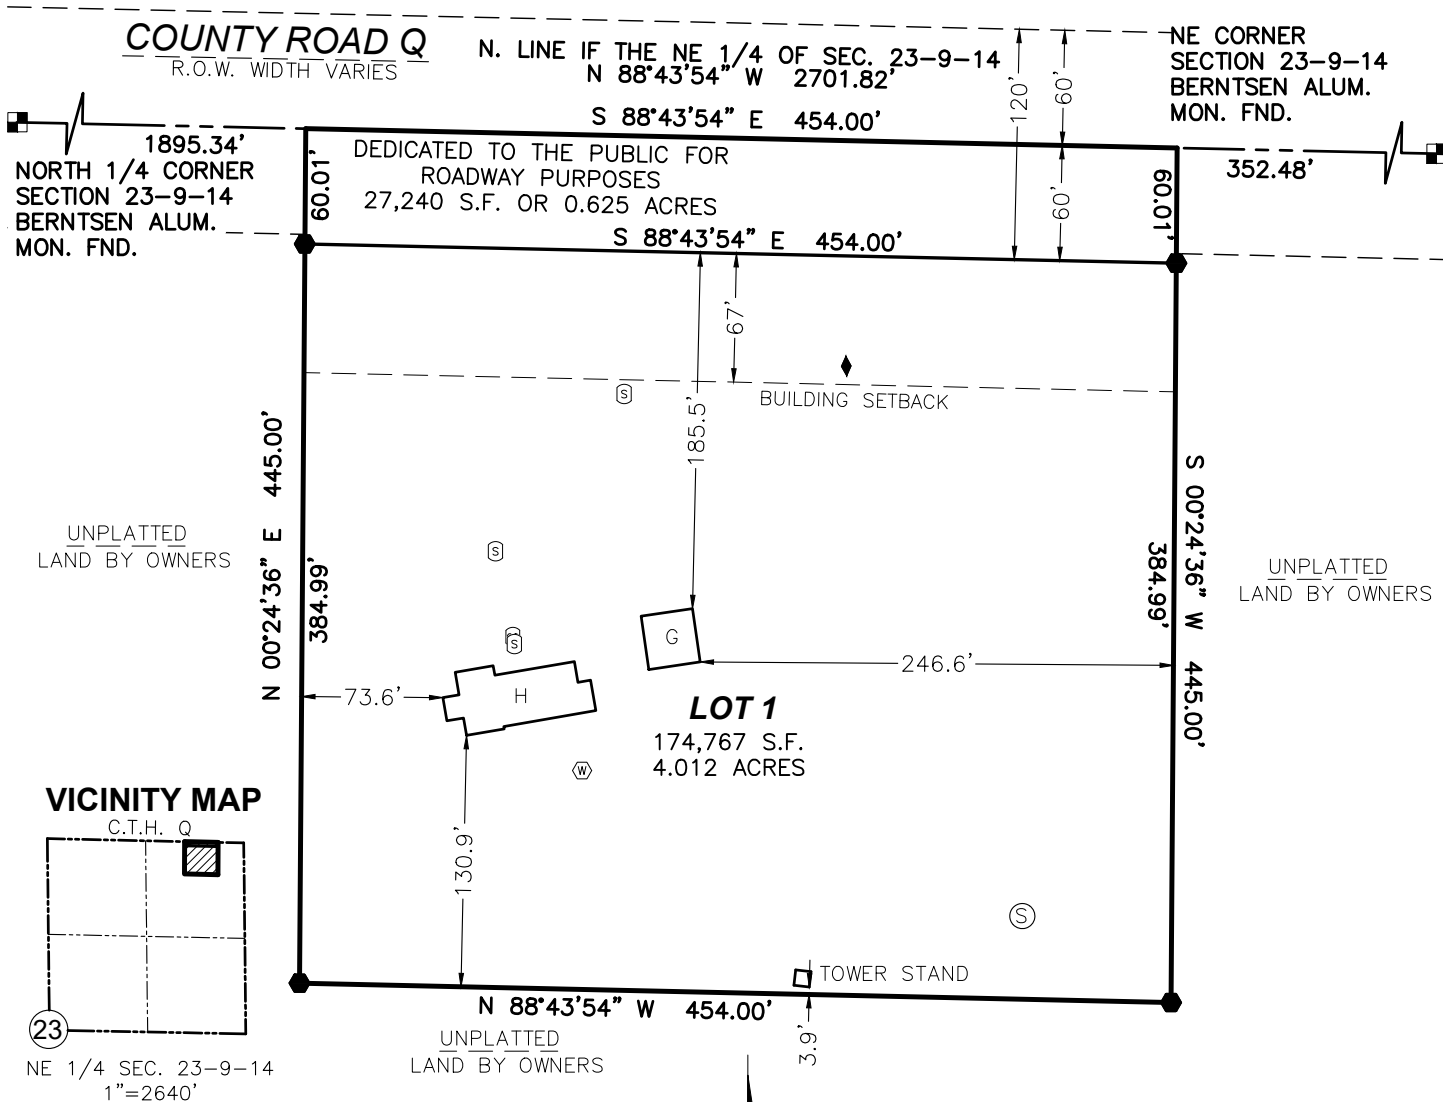 COUNTY ROAD Q
R.O.W. WIDTH VARIES
N. LINE IF THE NE 1/4 OF SEC. 23-9-14
N 88°43'54" W 2701.82'
NE CORNER
SECTION 23-9-14
BERNTSEN ALUM.
MON. FND.
120'
60'
S 88°43'54" E 454.00'
1895.34'
352.48'
NORTH 1/4 CORNER
SECTION 23-9-14
BERNTSEN ALUM.
MON. FND.
60.01'
DEDICATED TO THE PUBLIC FOR
ROADWAY PURPOSES
27,240 S.F. OR 0.625 ACRES
60'
60.01'
S 88°43'54" E 454.00'
67'
185.5'
BUILDING SETBACK
S
N 00°24'36" E 445.00'
384.99'
S 00°24'36" W 445.00'
384.99'
UNPLATTED
LAND BY OWNERS
UNPLATTED
LAND BY OWNERS
S
S
G
H
73.6'
246.6'
LOT 1
174,767 S.F.
4.012 ACRES
W
130.9'
S
TOWER STAND
N 88°43'54" W 454.00'
3.9'
UNPLATTED
LAND BY OWNERS
VICINITY MAP
C.T.H. Q
23
NE 1/4 SEC. 23-9-14
1"=2640'